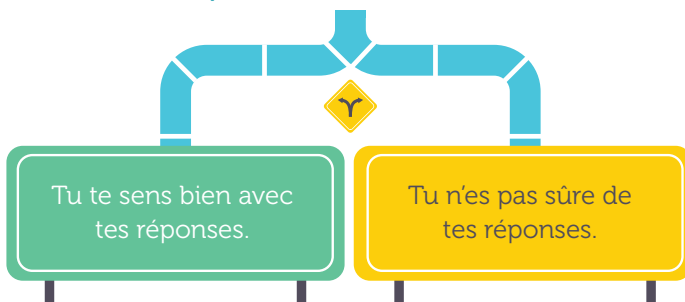 Tu te sens bien avec
tes réponses.
Tu n'es pas sûre de
tes réponses.